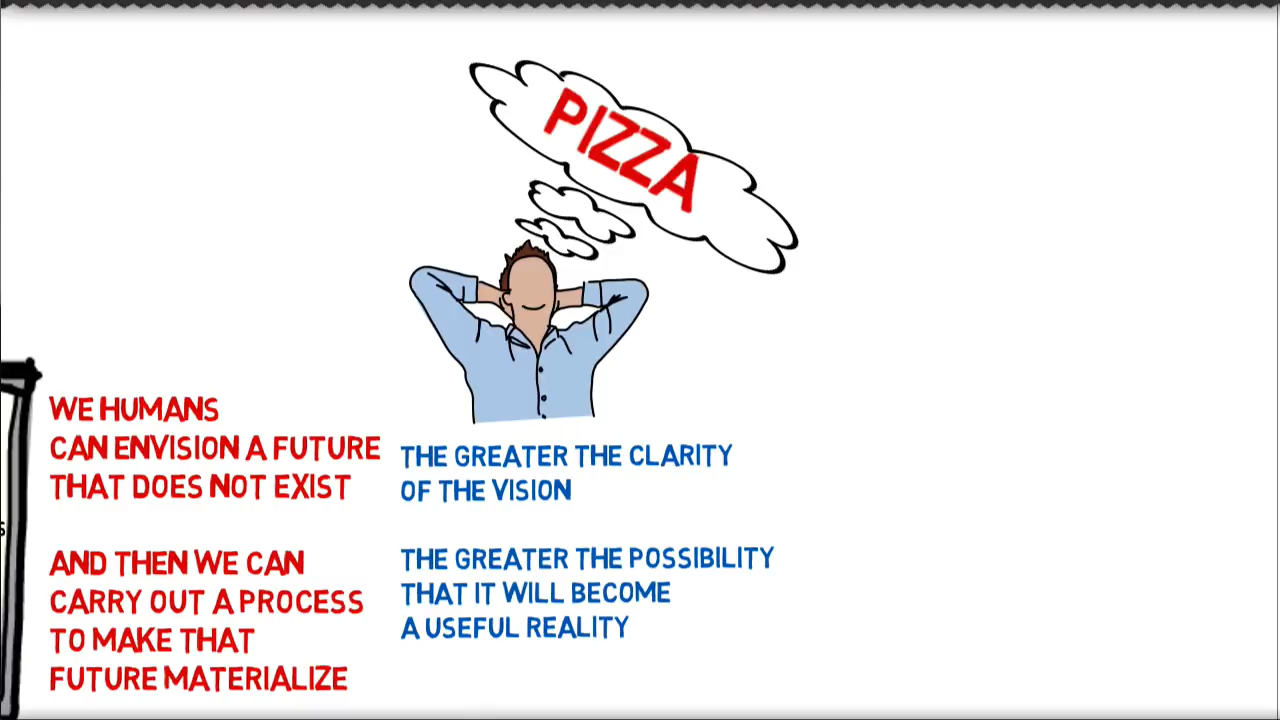 PIZZA
WE HUMANS
CAN ENVISION A FUTURE
THAT DOES NOT EXIST
AND THEN WE CAN
CARRY OUT A PROCESS
TO MAKE THAT
FUTURE MATERIALIZE
THE GREATER THE CLARITY
OF THE VISION
THE GREATER THE POSSIBILITY
THAT IT WILL BECOME
A USEFUL REALITY